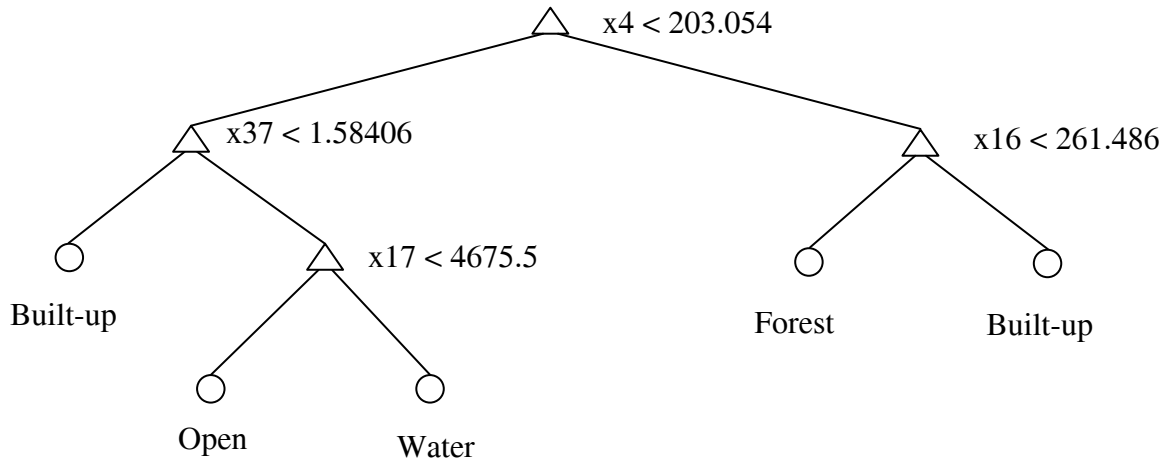 x4 < 203.054
x37 < 1.58406
x16 < 261.486
x17 < 4675.5
Built-up
Forest
Built-up
Open
Water